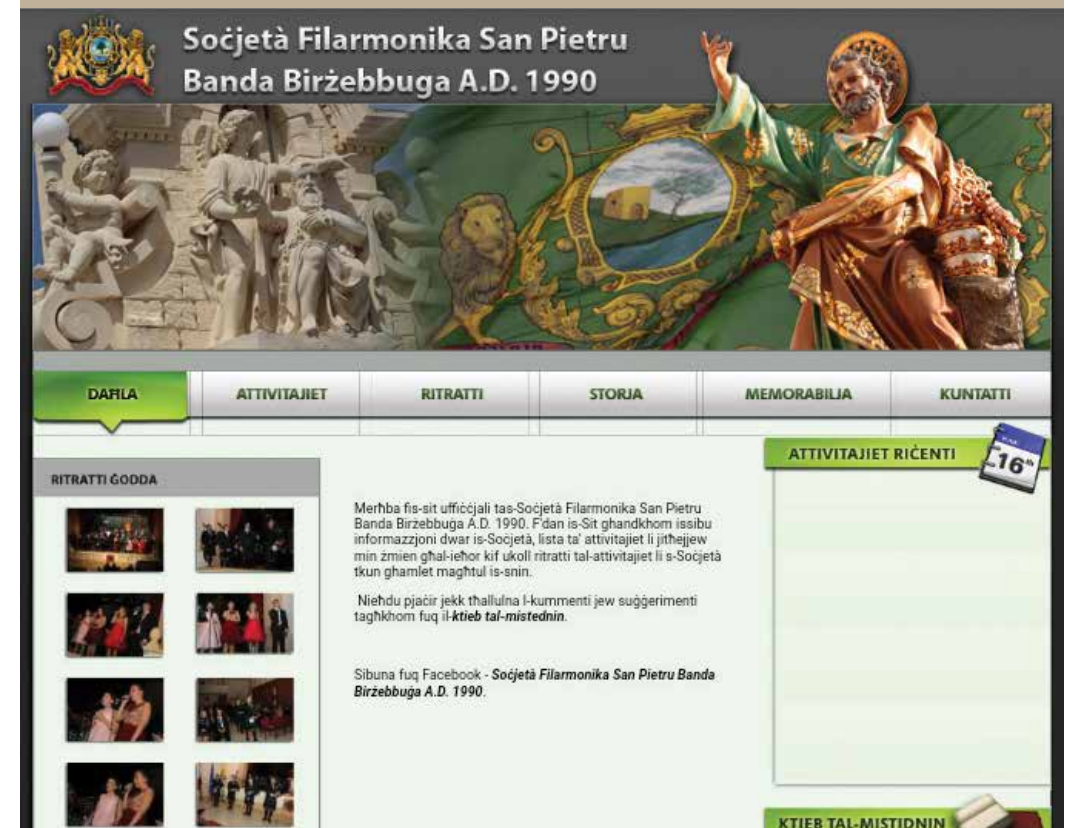 Soċjetà Filarmonika San Pietru
Banda Birżebbuga A.D. 1990
DAĦLA
ATTIVITAJIET
RITRATTI
STORJA
MEMORABILJA
KUNTATTI
RITRATTI ĠODDA
Merħba fis-sit uffiċċjali tas-Soċjetà Filarmonika San Pietru
Banda Birżebbuġa A.D. 1990. F'dan is-Sit għandkhom issibu
informazzjoni dwar is-Soċjetà, lista ta' attivitajiet li jitħejjew
min żmien għal-ieħor kif ukoll ritratti tal-attivitajiet li s-Soċjetà
tkun għamlet magħtul is-snin.
Nieħdu pjaċir jekk tħallulna l-kummenti jew suġġerimenti
tagħkhom fuq il-ktieb tal-mistednin.
Sibuna fuq Facebook - Soċjetà Filarmonika San Pietru Banda
Birżebbuġa A.D. 1990.
ATTIVITAJIET RIĊENTI
16th
KTIEB TAL-MISTIDNIN